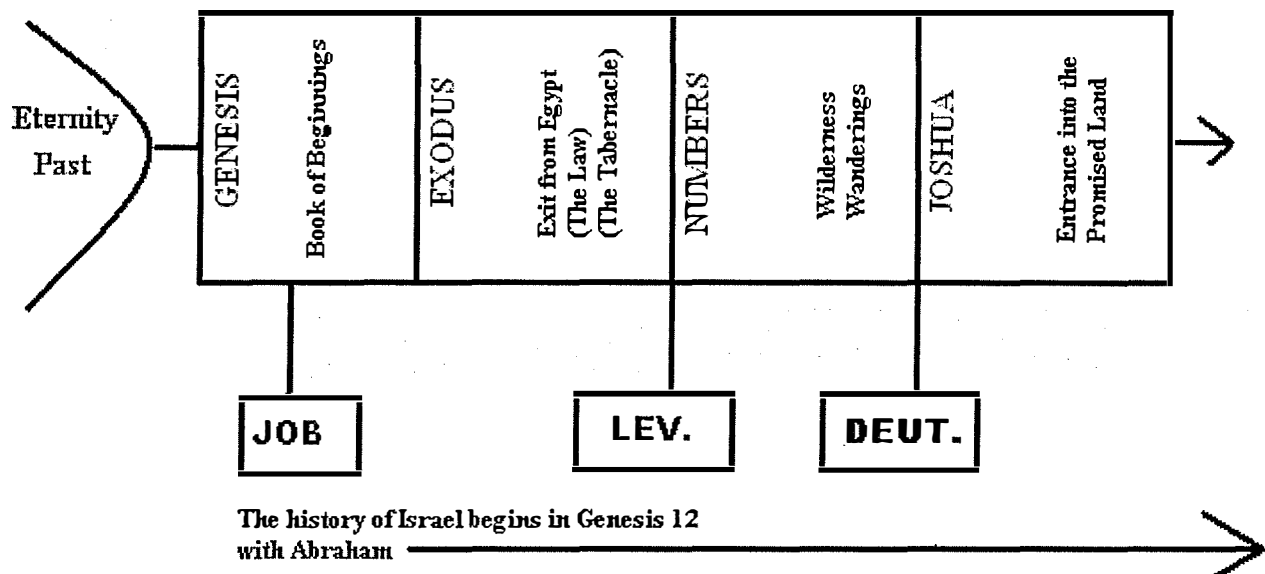 Eternity
Past
GENESIS
Book of Beginnings
EXODUS
Exit from Egypt
(The Law)
(The Tabernacle)
NUMBERS
Wilderness
Wanderings
JOSHUA
Entrance into the
Promised Land
JOB
LEV.
DEUT.
The history of Israel begins in Genesis 12
with Abraham